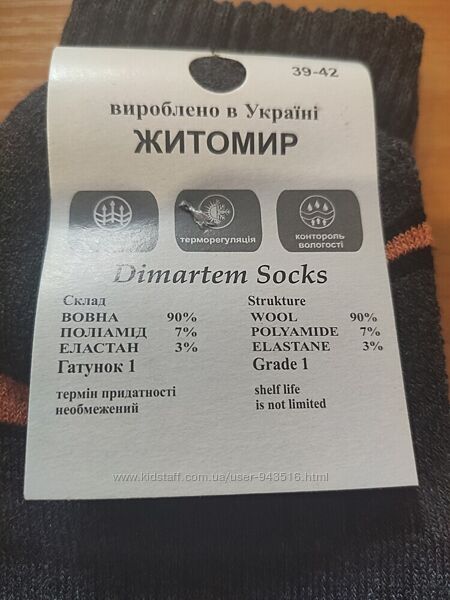 39-42
вироблено в Україні
ЖИТОМИР
терморегуляція
контороль
вологості
Dimartem Socks
Склад
ВОВНА 90%
ПОЛІАМІД 7%
ЕЛАСТАН 3%
Гатунок 1
термін придатності
необмежений
Strukture
WOOL 90%
POLYAMIDE 7%
ELASTANE 3%
Grade 1
shelf life
is not limited
www.kidstaff.com.ua/user-943516.html